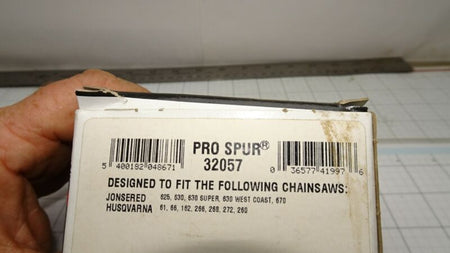 PRO SPUR®
32057
5 400182 048671
0 36577 41997 6
DESIGNED TO FIT THE FOLLOWING CHAINSAWS:
JONSERED 625, 630, 630 SUPER, 630 WEST COAST, 670
HUSQVARNA 61, 66, 162, 266, 268, 272, 260